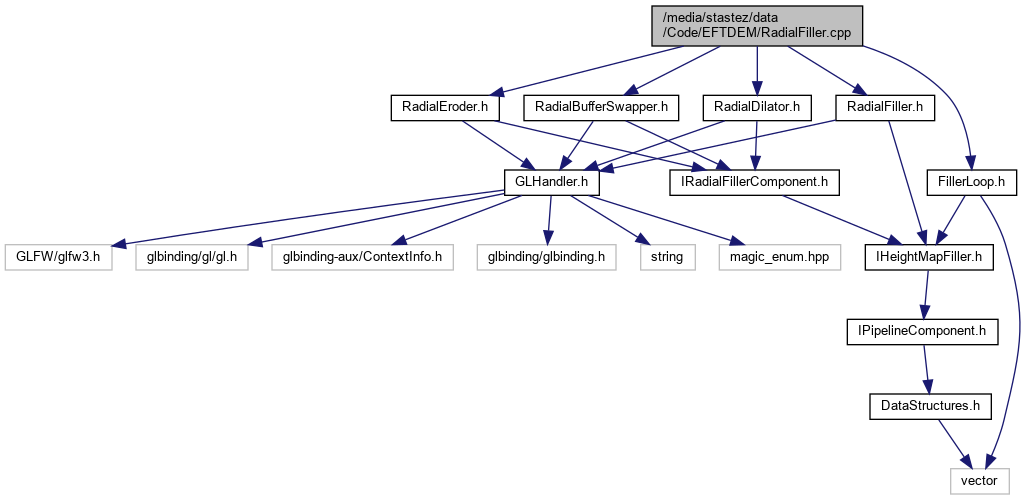 /media/stastez/data
/Code/EFTDEM/RadialFiller.cpp
RadialEroder.h
RadialBufferSwapper.h
RadialDilator.h
RadialFiller.h
GLHandler.h
IRadialFillerComponent.h
FillerLoop.h
GLFW/glfw3.h
glbinding/gl/gl.h
glbinding-aux/ContextInfo.h
glbinding/glbinding.h
string
magic_enum.hpp
IHeightMapFiller.h
IPipelineComponent.h
DataStructures.h
vector